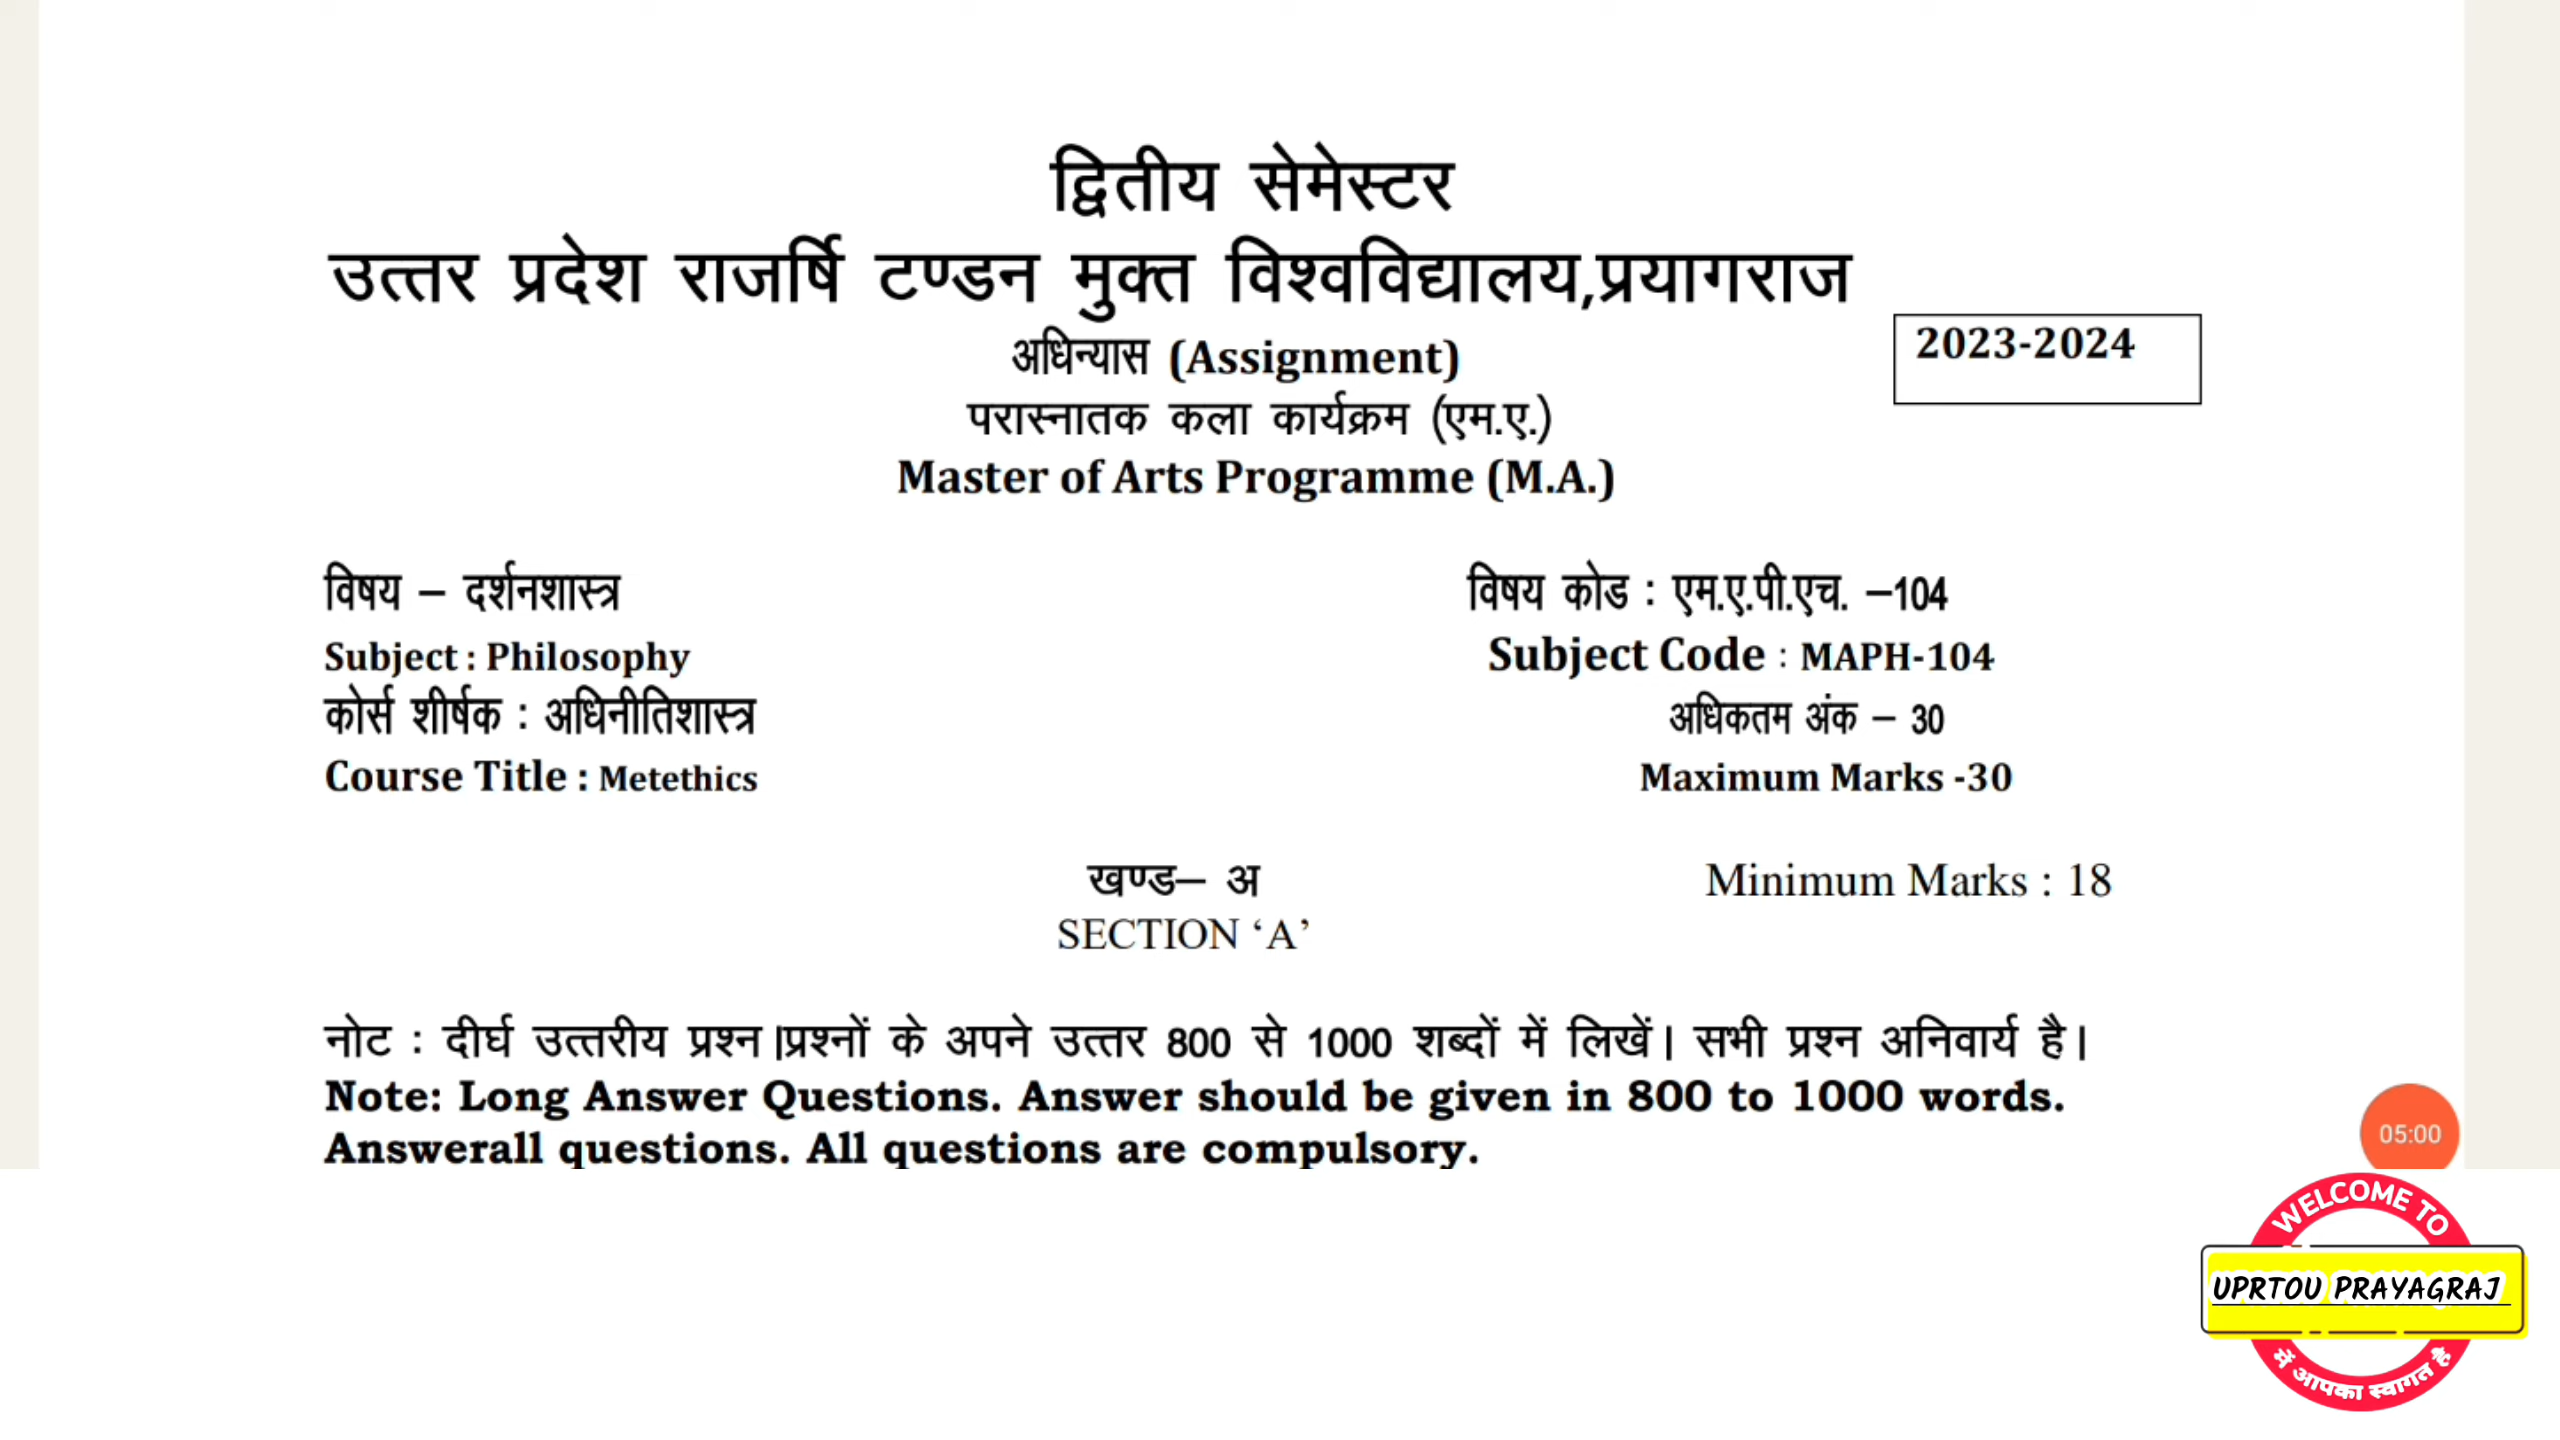 द्वितीय सेमेस्टर
उत्तर प्रदेश राजर्षि टण्डन मुक्त विश्वविद्यालय,प्रयागराज
अधिन्यास (Assignment)
2023-2024
परास्नातक कला कार्यक्रम (एम.ए.)
Master of Arts Programme (M.A.)
विषय – दर्शनशास्त्र
विषय कोड : एम.ए.पी.एच. –104
Subject : Philosophy
Subject Code : MAPH-104
कोर्स शीर्षक : अधिनीतिशास्त्र
अधिकतम अंक – 30
Course Title : Metethics
Maximum Marks -30
खण्ड– अ
Minimum Marks : 18
SECTION ‘A’
नोट : दीर्घ उत्तरीय प्रश्न।प्रश्नों के अपने उत्तर 800 से 1000 शब्दों में लिखें। सभी प्रश्न अनिवार्य है।
Note: Long Answer Questions. Answer should be given in 800 to 1000 words.
Answerall questions. All questions are compulsory.
05:00
WELCOME TO
UPRTOU PRAYAGRAJ
में आपका स्वागत है